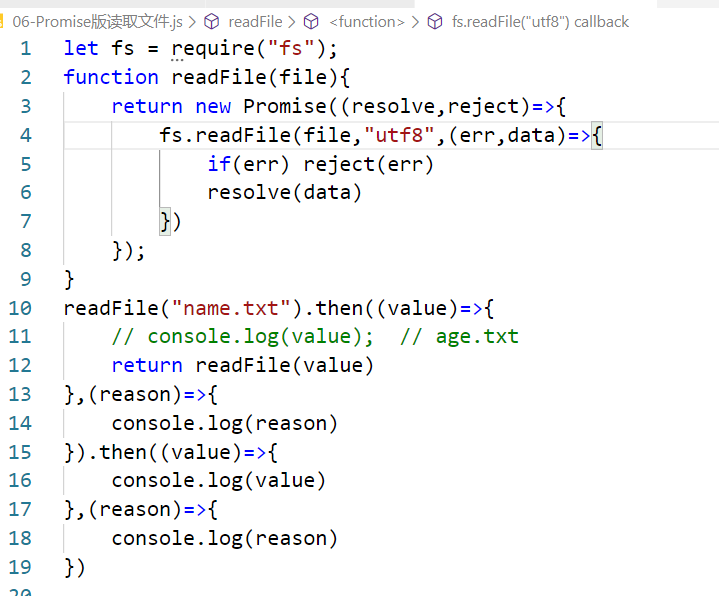 06-Promise版读取文件.js > readFile > <function> > fs.readFile("utf8") callback
1 let fs = require("fs");
2 function readFile(file){
3 return new Promise((resolve,reject)=>{
4 fs.readFile(file,"utf8",(err,data)=>{
5 if(err) reject(err)
6 resolve(data)
7 })
8 });
9 }
10 readFile("name.txt").then((value)=>{
11 // console.log(value);  // age.txt
12 return readFile(value)
13 },(reason)=>{
14 console.log(reason)
15 }).then((value)=>{
16 console.log(value)
17 },(reason)=>{
18 console.log(reason)
19 })
20